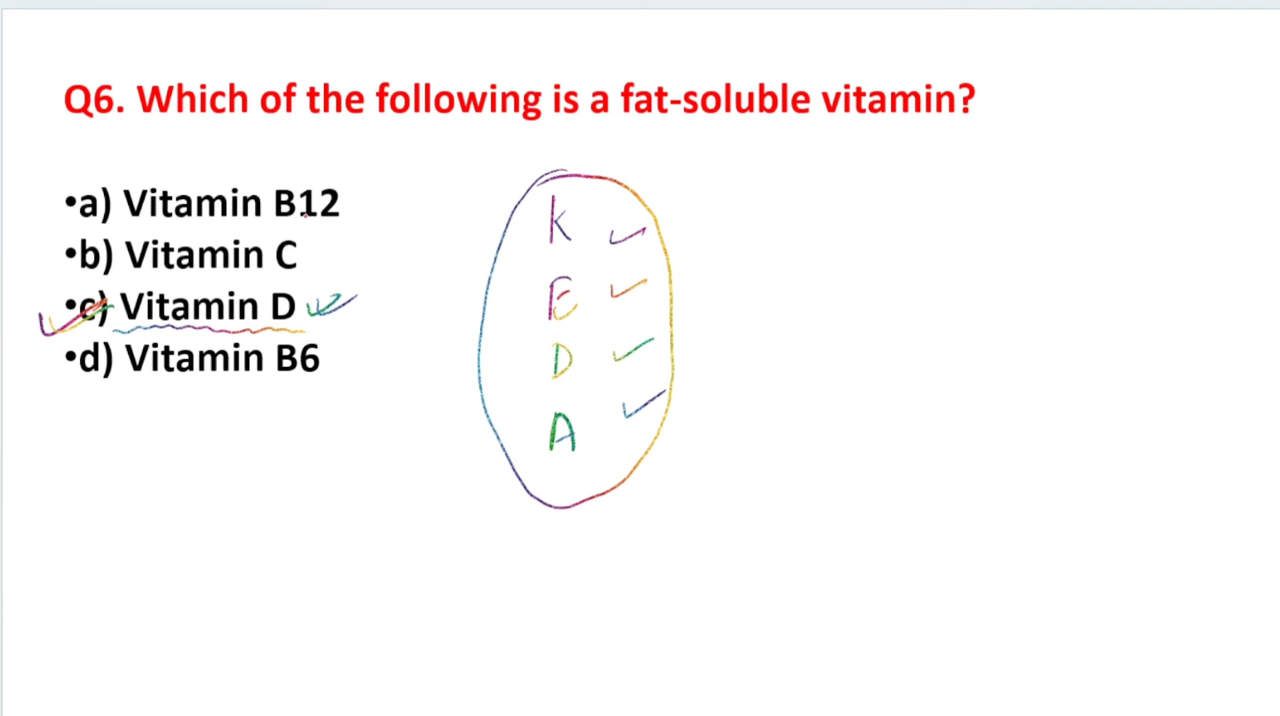 Q6. Which of the following is a fat-soluble vitamin?
•a) Vitamin B12
•b) Vitamin C
•c) Vitamin D
•d) Vitamin B6
K
E
D
A